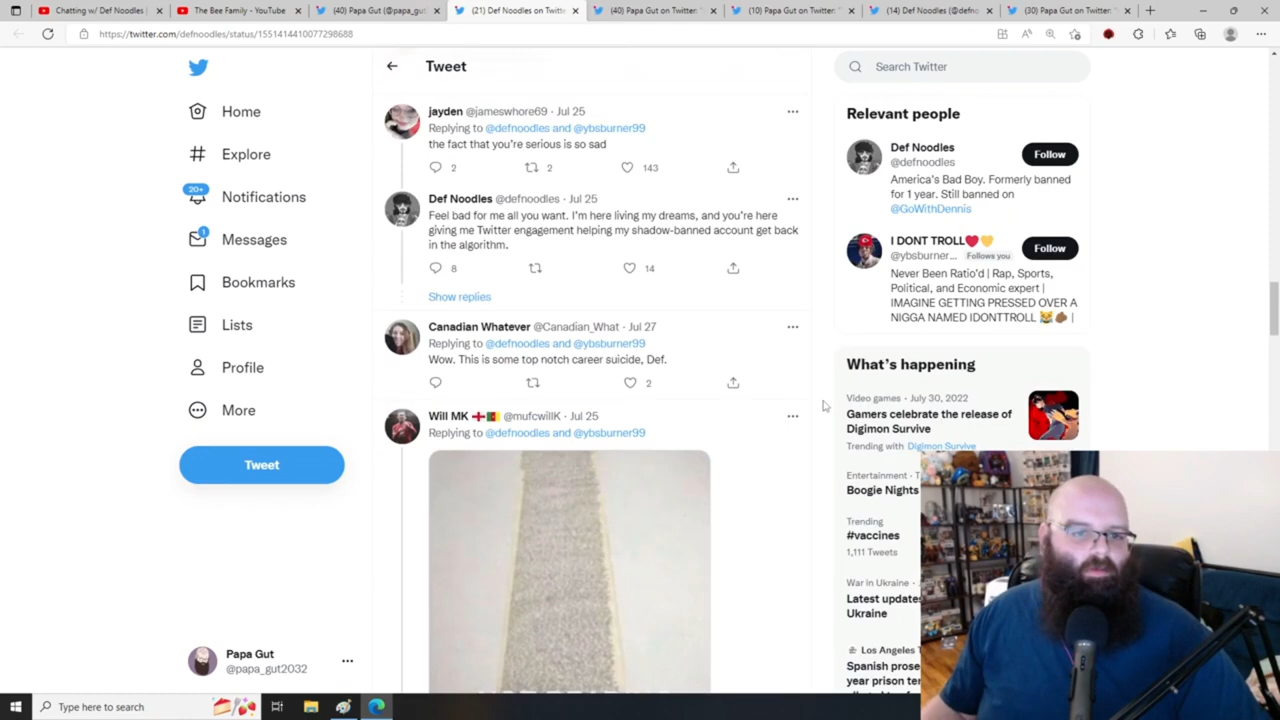 Chatting w/ Def Noodles
The Bee Family - YouTube
(40) Papa Gut (@papa_gut
(21) Def Noodles on Twitte
(40) Papa Gut on Twitter: "
(10) Papa Gut on Twitter: "
(14) Def Noodles (@defno
(30) Papa Gut on Twitter: "
https://twitter.com/defnoodles/status/1551414410077298688
Home
Explore
20+
Notifications
1
Messages
Bookmarks
Lists
Profile
More
Tweet
Papa Gut
@papa_gut2032
Tweet
jayden @jameswhore69 · Jul 25
Replying to @defnoodles and @ybsburner99
the fact that you're serious is so sad
2 2 143
Def Noodles @defnoodles · Jul 25
Feel bad for me all you want. I'm here living my dreams, and you're here
giving me Twitter engagement helping my shadow-banned account get back
in the algorithm.
8 14
Show replies
Canadian Whatever @Canadian_What · Jul 27
Replying to @defnoodles and @ybsburner99
Wow. This is some top notch career suicide, Def.
2
Will MK 🏴󠁧󠁢󠁥󠁮󠁧󠁿🇨🇲 @mufcwillK · Jul 25
Replying to @defnoodles and @ybsburner99
Search Twitter
Relevant people
Def Noodles
@defnoodles
Follow
America's Bad Boy. Formerly banned
for 1 year. Still banned on
@GoWithDennis
I DONT TROLL❤️💛
@ybsburner... Follows you
Follow
Never Been Ratio'd | Rap, Sports,
Political, and Economic expert |
IMAGINE GETTING PRESSED OVER A
NIGGA NAMED IDONTTROLL 😹👊🏾 |
What's happening
Video games · July 30, 2022
Gamers celebrate the release of
Digimon Survive
Trending with Digimon Survive
Entertainment · T
Boogie Nights
Trending
#vaccines
1,111 Tweets
War in Ukraine ·
Latest update
Ukraine
Los Angeles T
Spanish prose
year prison te
Type here to search